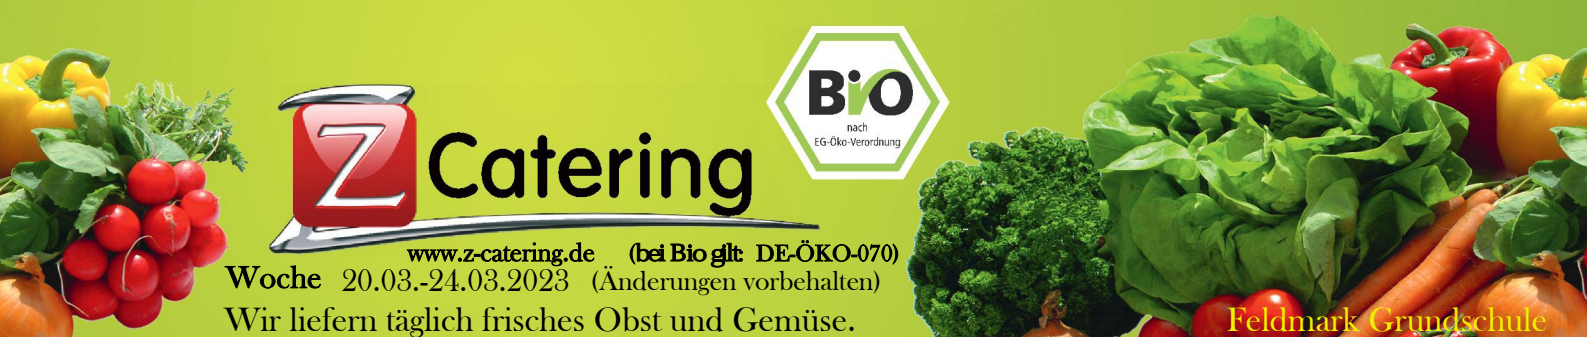 Bio
nach
EG-Öko-Verordnung
Z Catering
www.z-catering.de (bei Bio gilt: DE-ÖKO-070)
Woche 20.03.-24.03.2023 (Änderungen vorbehalten)
Wir liefern täglich frisches Obst und Gemüse.
Feldmark Grundschule